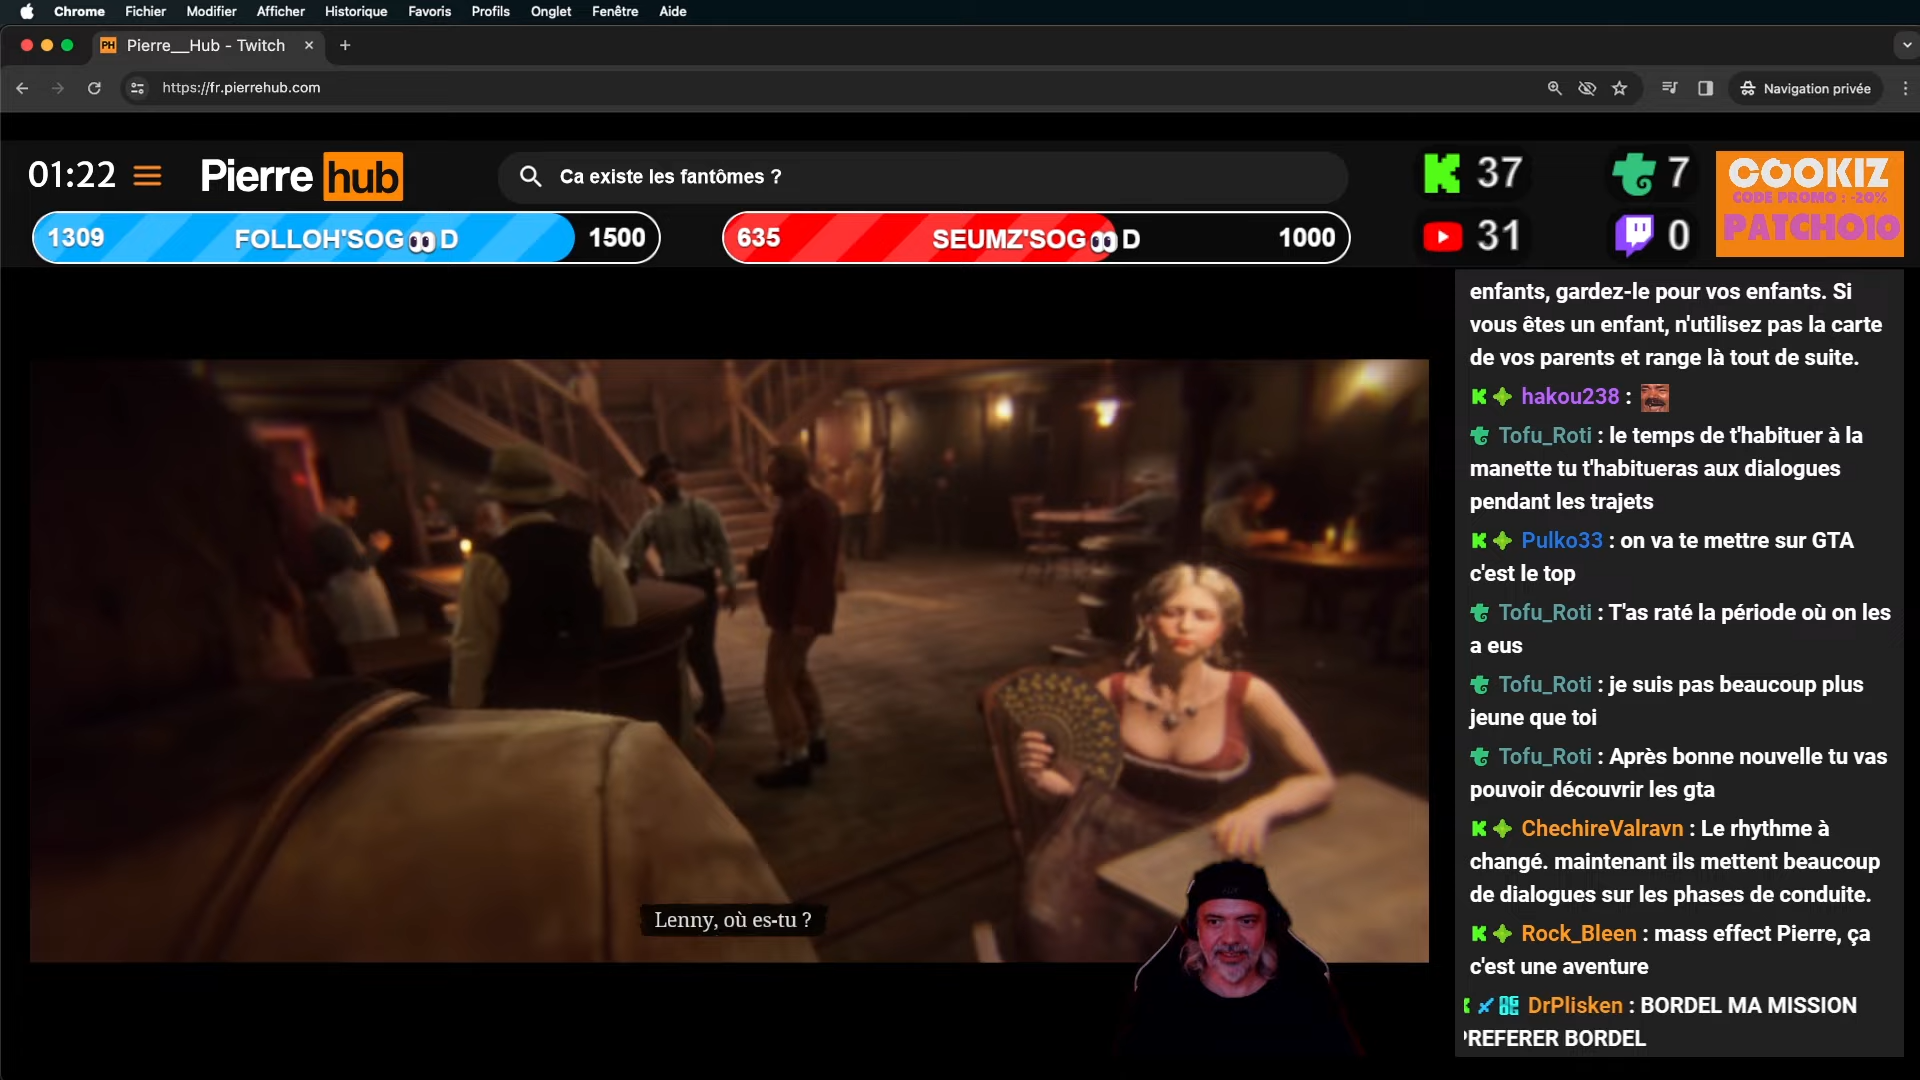 Chrome Fichier Modifier Afficher Historique Favoris Profils Onglet Fenêtre Aide
PH Pierre__Hub - Twitch
https://fr.pierrehub.com
Navigation privée
01:22
Pierre hub
Ca existe les fantômes ?
K 37
7
COOKIZ
CODE PROMO : -20%
PATCHO10
1309 FOLLOH'SOG👀D 1500
635 SEUMZ'SOG👀D 1000
31
0
enfants, gardez-le pour vos enfants. Si
vous êtes un enfant, n'utilisez pas la carte
de vos parents et range là tout de suite.
hakou238 :
Tofu_Roti : le temps de t'habituer à la
manette tu t'habitueras aux dialogues
pendant les trajets
Pulko33 : on va te mettre sur GTA
c'est le top
Tofu_Roti : T'as raté la période où on les
a eus
Tofu_Roti : je suis pas beaucoup plus
jeune que toi
Tofu_Roti : Après bonne nouvelle tu vas
pouvoir découvrir les gta
ChechireValravn : Le rhythme à
changé. maintenant ils mettent beaucoup
de dialogues sur les phases de conduite.
Rock_Bleen : mass effect Pierre, ça
c'est une aventure
DrPlisken : BORDEL MA MISSION
PREFERER BORDEL
Lenny, où es-tu ?